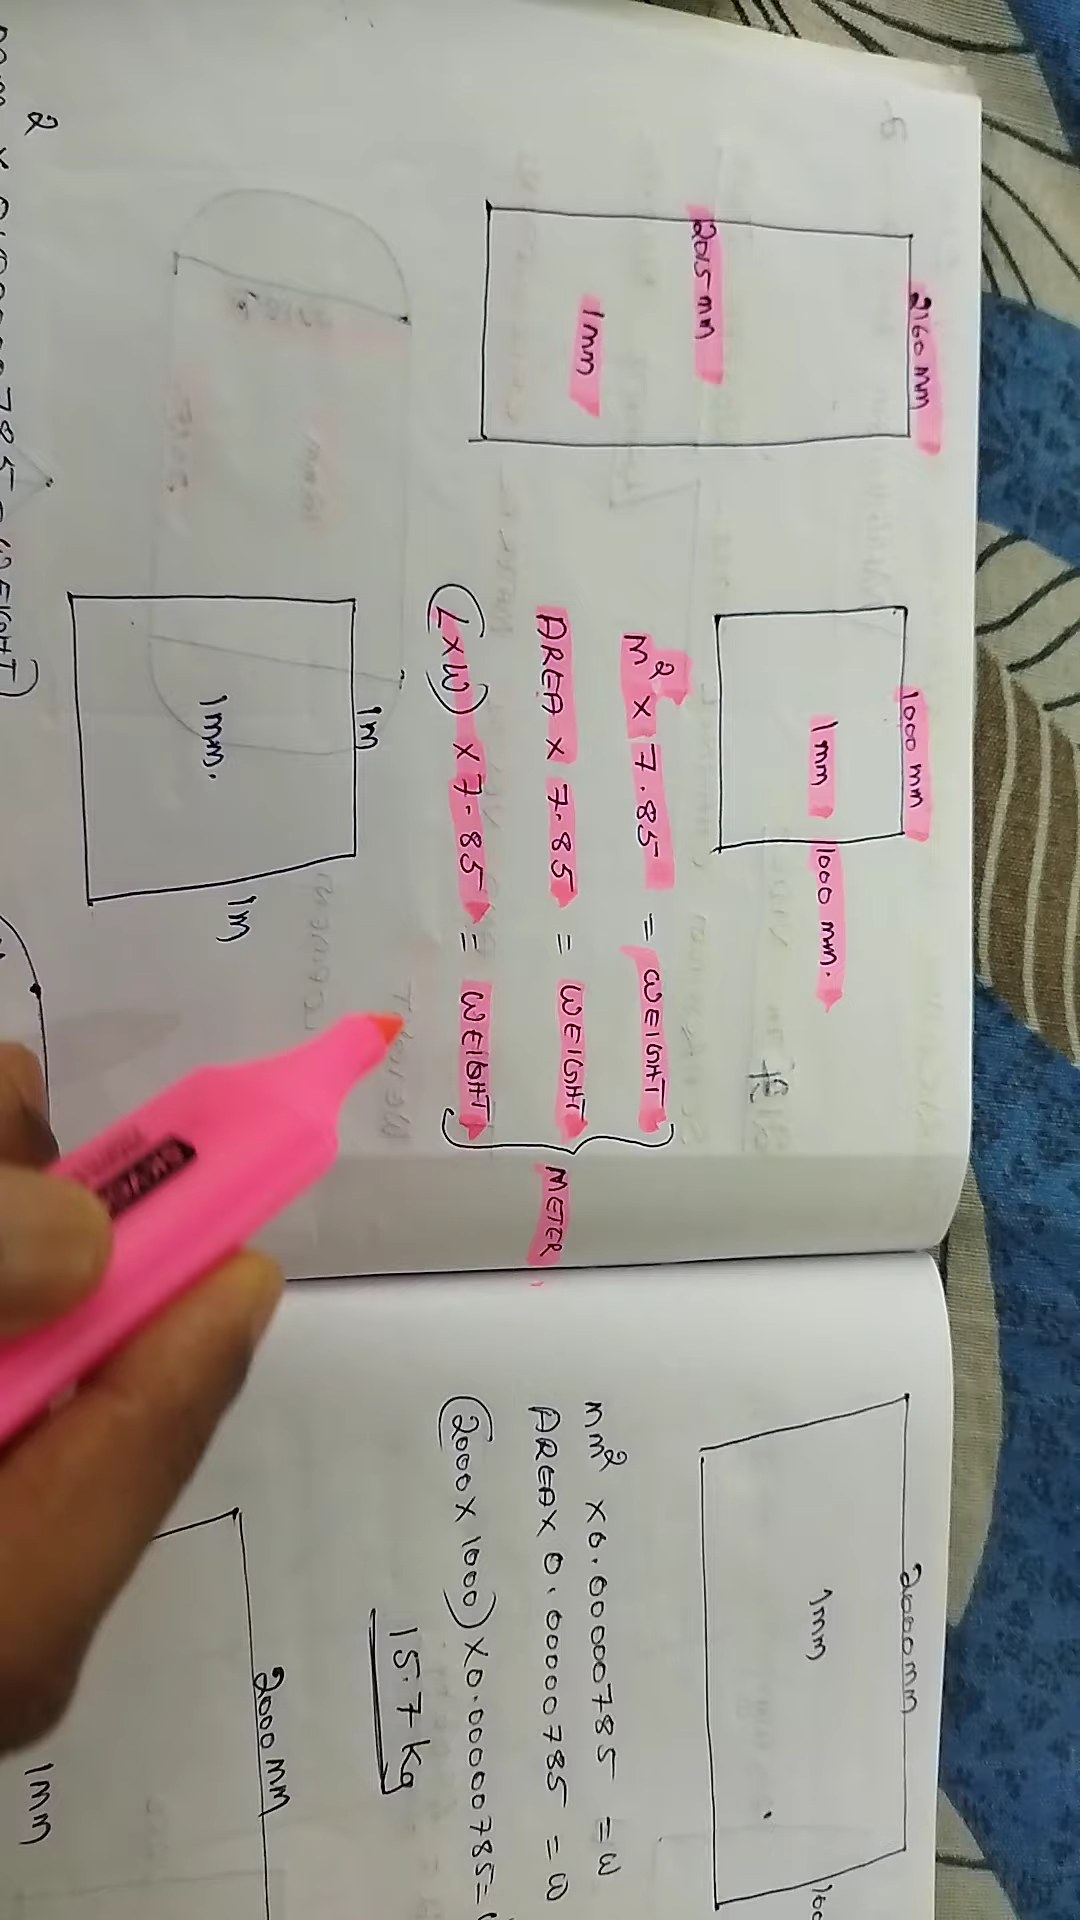 2160 mm
2015 mm
1mm
1000 mm
1mm
1000 mm.
m² × 7.85 = WEIGHT
AREA × 7.85 = WEIGHT
(L×W) × 7.85 = WEIGHT
METER
1m
1mm.
1m
2000mm
1mm
mm² ×0.00000785 = W
AREA× 0.00000785 = W
(2000×1000)×0.00000785=
15.7 kg
2000 mm
1mm